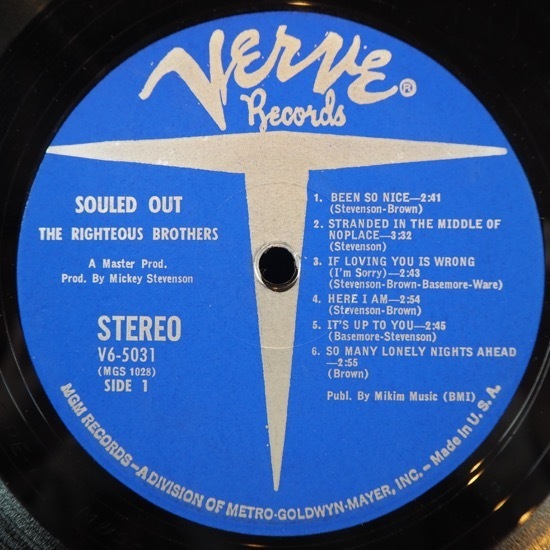 VERVE ®
Records
SOULED OUT
THE RIGHTEOUS BROTHERS
A Master Prod.
Prod. By Mickey Stevenson
STEREO
V6-5031
(MGS 1028)
SIDE 1
1. BEEN SO NICE—2:41
(Stevenson-Brown)
2. STRANDED IN THE MIDDLE OF
NOPLACE—3:32
(Stevenson)
3. IF LOVING YOU IS WRONG
(I'm Sorry) —2:43
(Stevenson-Brown-Basemore-Ware)
4. HERE I AM—2:54
(Stevenson-Brown)
5. IT'S UP TO YOU—2:45
(Basemore-Stevenson)
6. SO MANY LONELY NIGHTS AHEAD
—2:55
(Brown)
Publ. By Mikim Music (BMI)
MGM RECORDS—A DIVISION OF METRO-GOLDWYN-MAYER, INC. — Made In U. S. A.